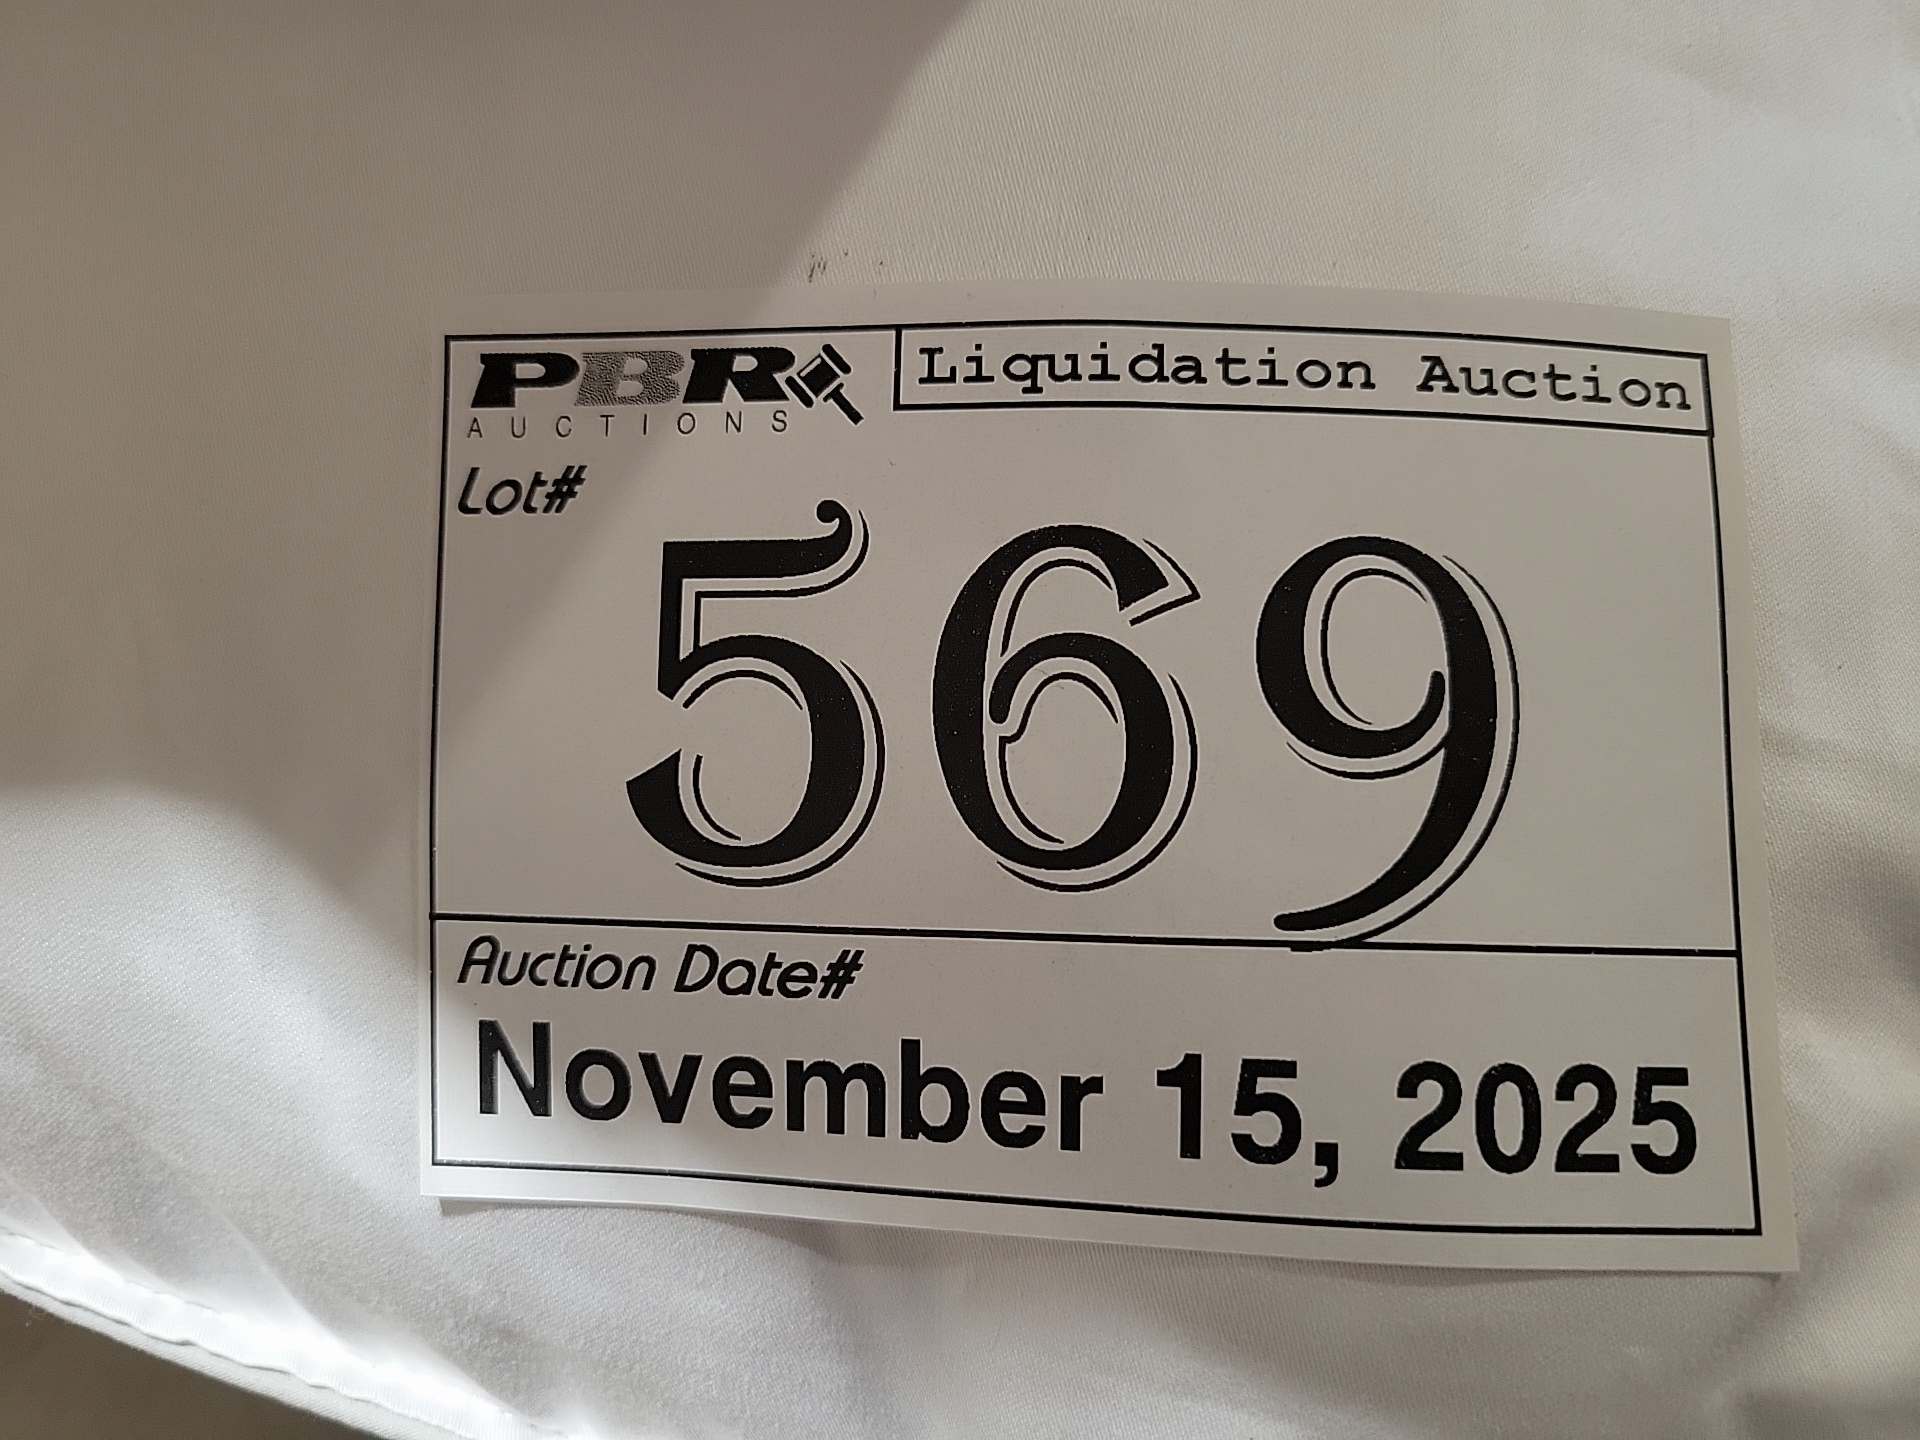 PBR
AUCTIONS
Liquidation Auction
Lot#
569
Auction Date#
November 15, 2025